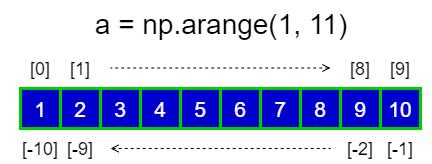 a = np.arange(1, 11)
[0] [1] [8] [9]
1 2 3 4 5 6 7 8 9 10
[-10] [-9] [-2] [-1]